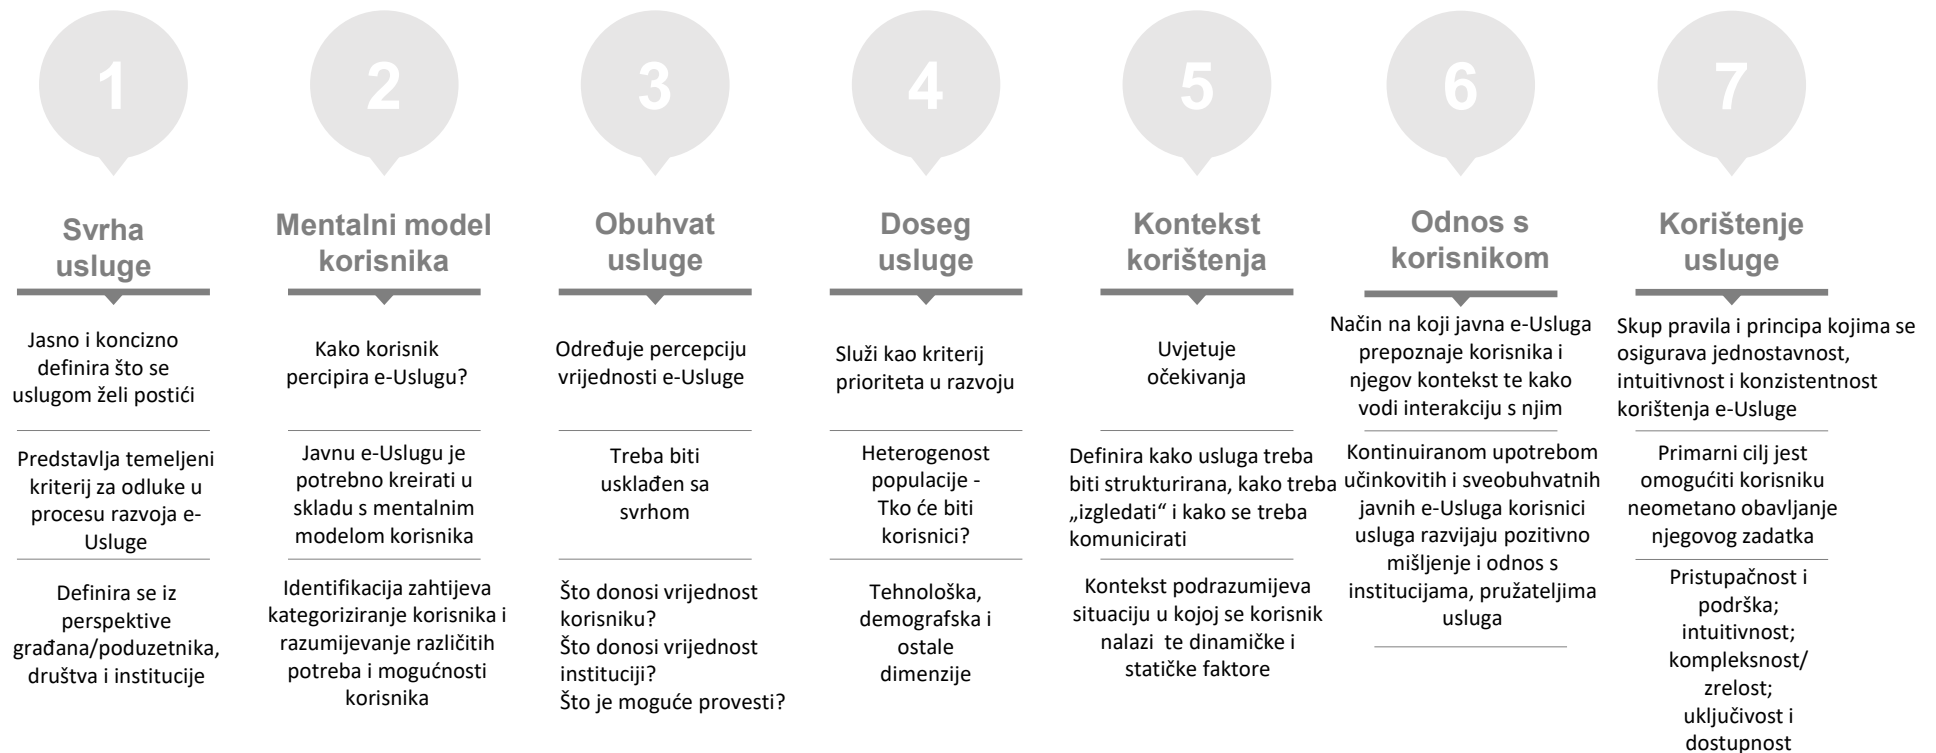 1
Svrha
usluge
Jasno i koncizno
definira što se
uslugom želi postići
Predstavlja temeljeni
kriterij za odluke u
procesu razvoja e-
Usluge
Definira se iz
perspektive
građana/poduzetnika,
društva i institucije
2
Mentalni model
korisnika
Kako korisnik
percipira e-Uslugu?
Javnu e-Uslugu je
potrebno kreirati u
skladu s mentalnim
modelom korisnika
Identifikacija zahtijeva
kategoriziranje korisnika i
razumijevanje različitih
potreba i mogućnosti
korisnika
3
Obuhvat
usluge
Određuje percepciju
vrijednosti e-Usluge
Treba biti
usklađen sa
svrhom
Što donosi vrijednost
korisniku?
Što donosi vrijednost
instituciji?
Što je moguće provesti?
4
Doseg
usluge
Služi kao kriterij
prioriteta u razvoju
Heterogenost
populacije -
Tko će biti
korisnici?
Tehnološka,
demografska i
ostale
dimenzije
5
Kontekst
korištenja
Uvjetuje
očekivanja
Definira kako usluga treba
biti strukturirana, kako treba
„izgledati“ i kako se treba
komunicirati
Kontekst podrazumijeva
situaciju u kojoj se korisnik
nalazi te dinamičke i
statičke faktore
6
Odnos s
korisnikom
Način na koji javna e-Usluga
prepoznaje korisnika i
njegov kontekst te kako
vodi interakciju s njim
Kontinuiranom upotrebom
učinkovitih i sveobuhvatnih
javnih e-Usluga korisnici
usluga razvijaju pozitivno
mišljenje i odnos s
institucijama, pružateljima
usluga
7
Korištenje
usluge
Skup pravila i principa kojima se
osigurava jednostavnost,
intuitivnost i konzistentnost
korištenja e-Usluge
Primarni cilj jest
omogućiti korisniku
neometano obavljanje
njegovog zadatka
Pristupačnost i
podrška;
intuitivnost;
kompleksnost/
zrelost;
uključivost i
dostupnost